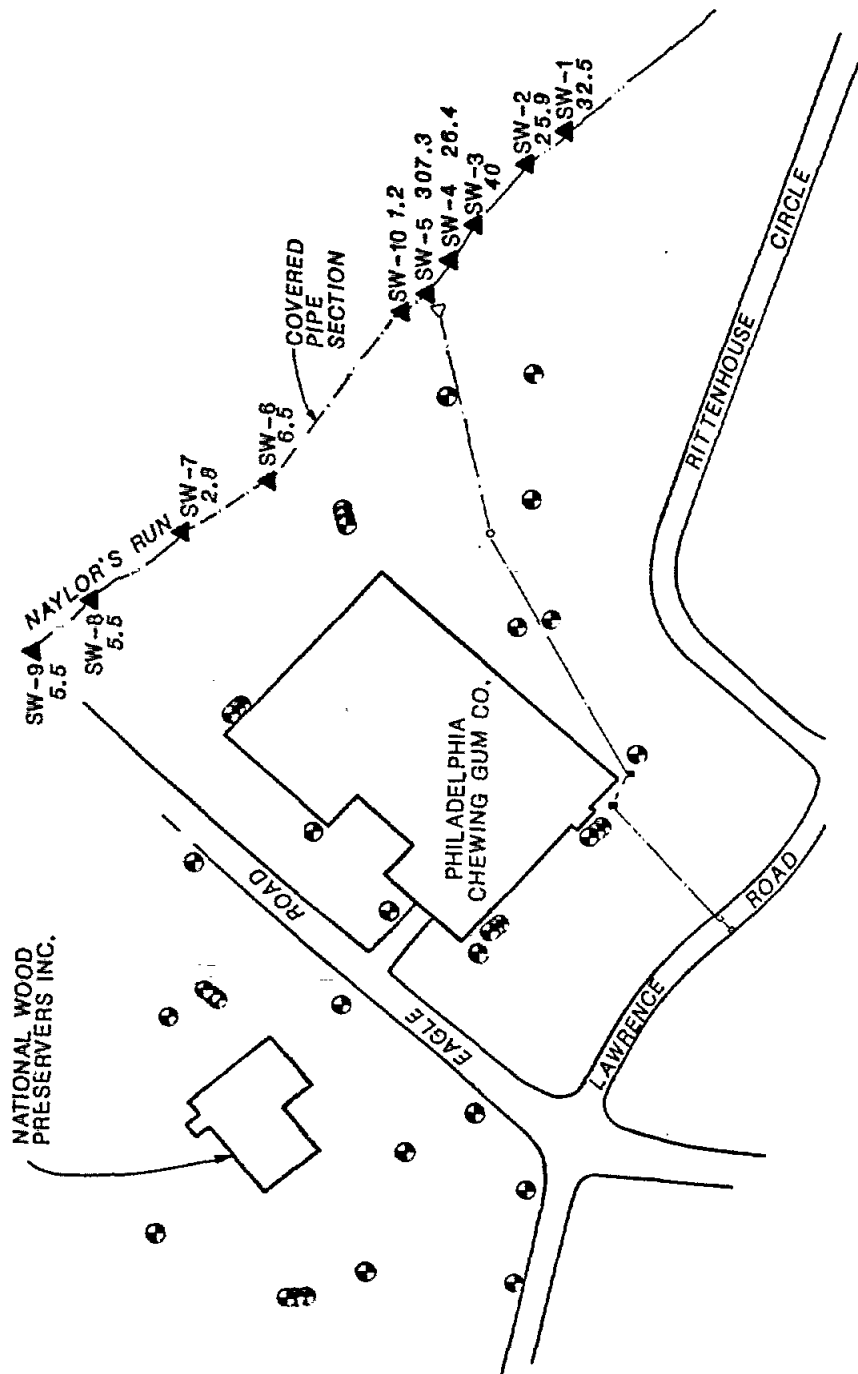 NATIONAL WOOD
PRESERVERS INC.
SW-9
5.5
NAYLOR'S RUN
SW-8
5.5
SW-7
2.8
SW-6
6.5
COVERED
PIPE
SECTION
SW-10 1.2
SW-5 307.3
SW-4 26.4
SW-3
40
SW-2
25.9
SW-1
32.5
EAGLE ROAD
PHILADELPHIA
CHEWING GUM CO.
LAWRENCE ROAD
RITTENHOUSE CIRCLE